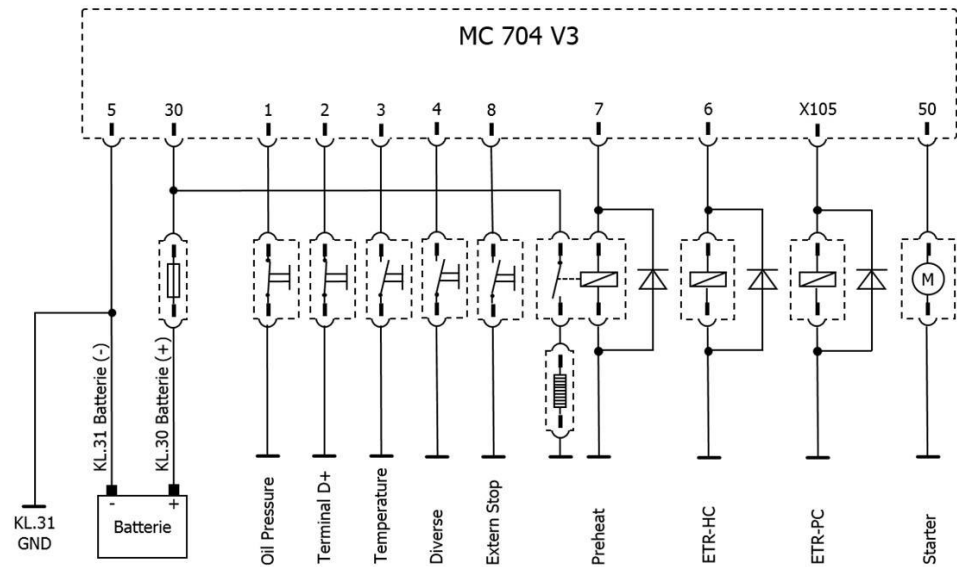 MC 704 V3
5 30 1 2 3 4 8 7 6 X105 50
M
KL.31 Batterie (-)
KL.30 Batterie (+)
- +
Batterie
KL.31
GND
Oil Pressure
Terminal D+
Temperature
Diverse
Extern Stop
Preheat
ETR-HC
ETR-PC
Starter